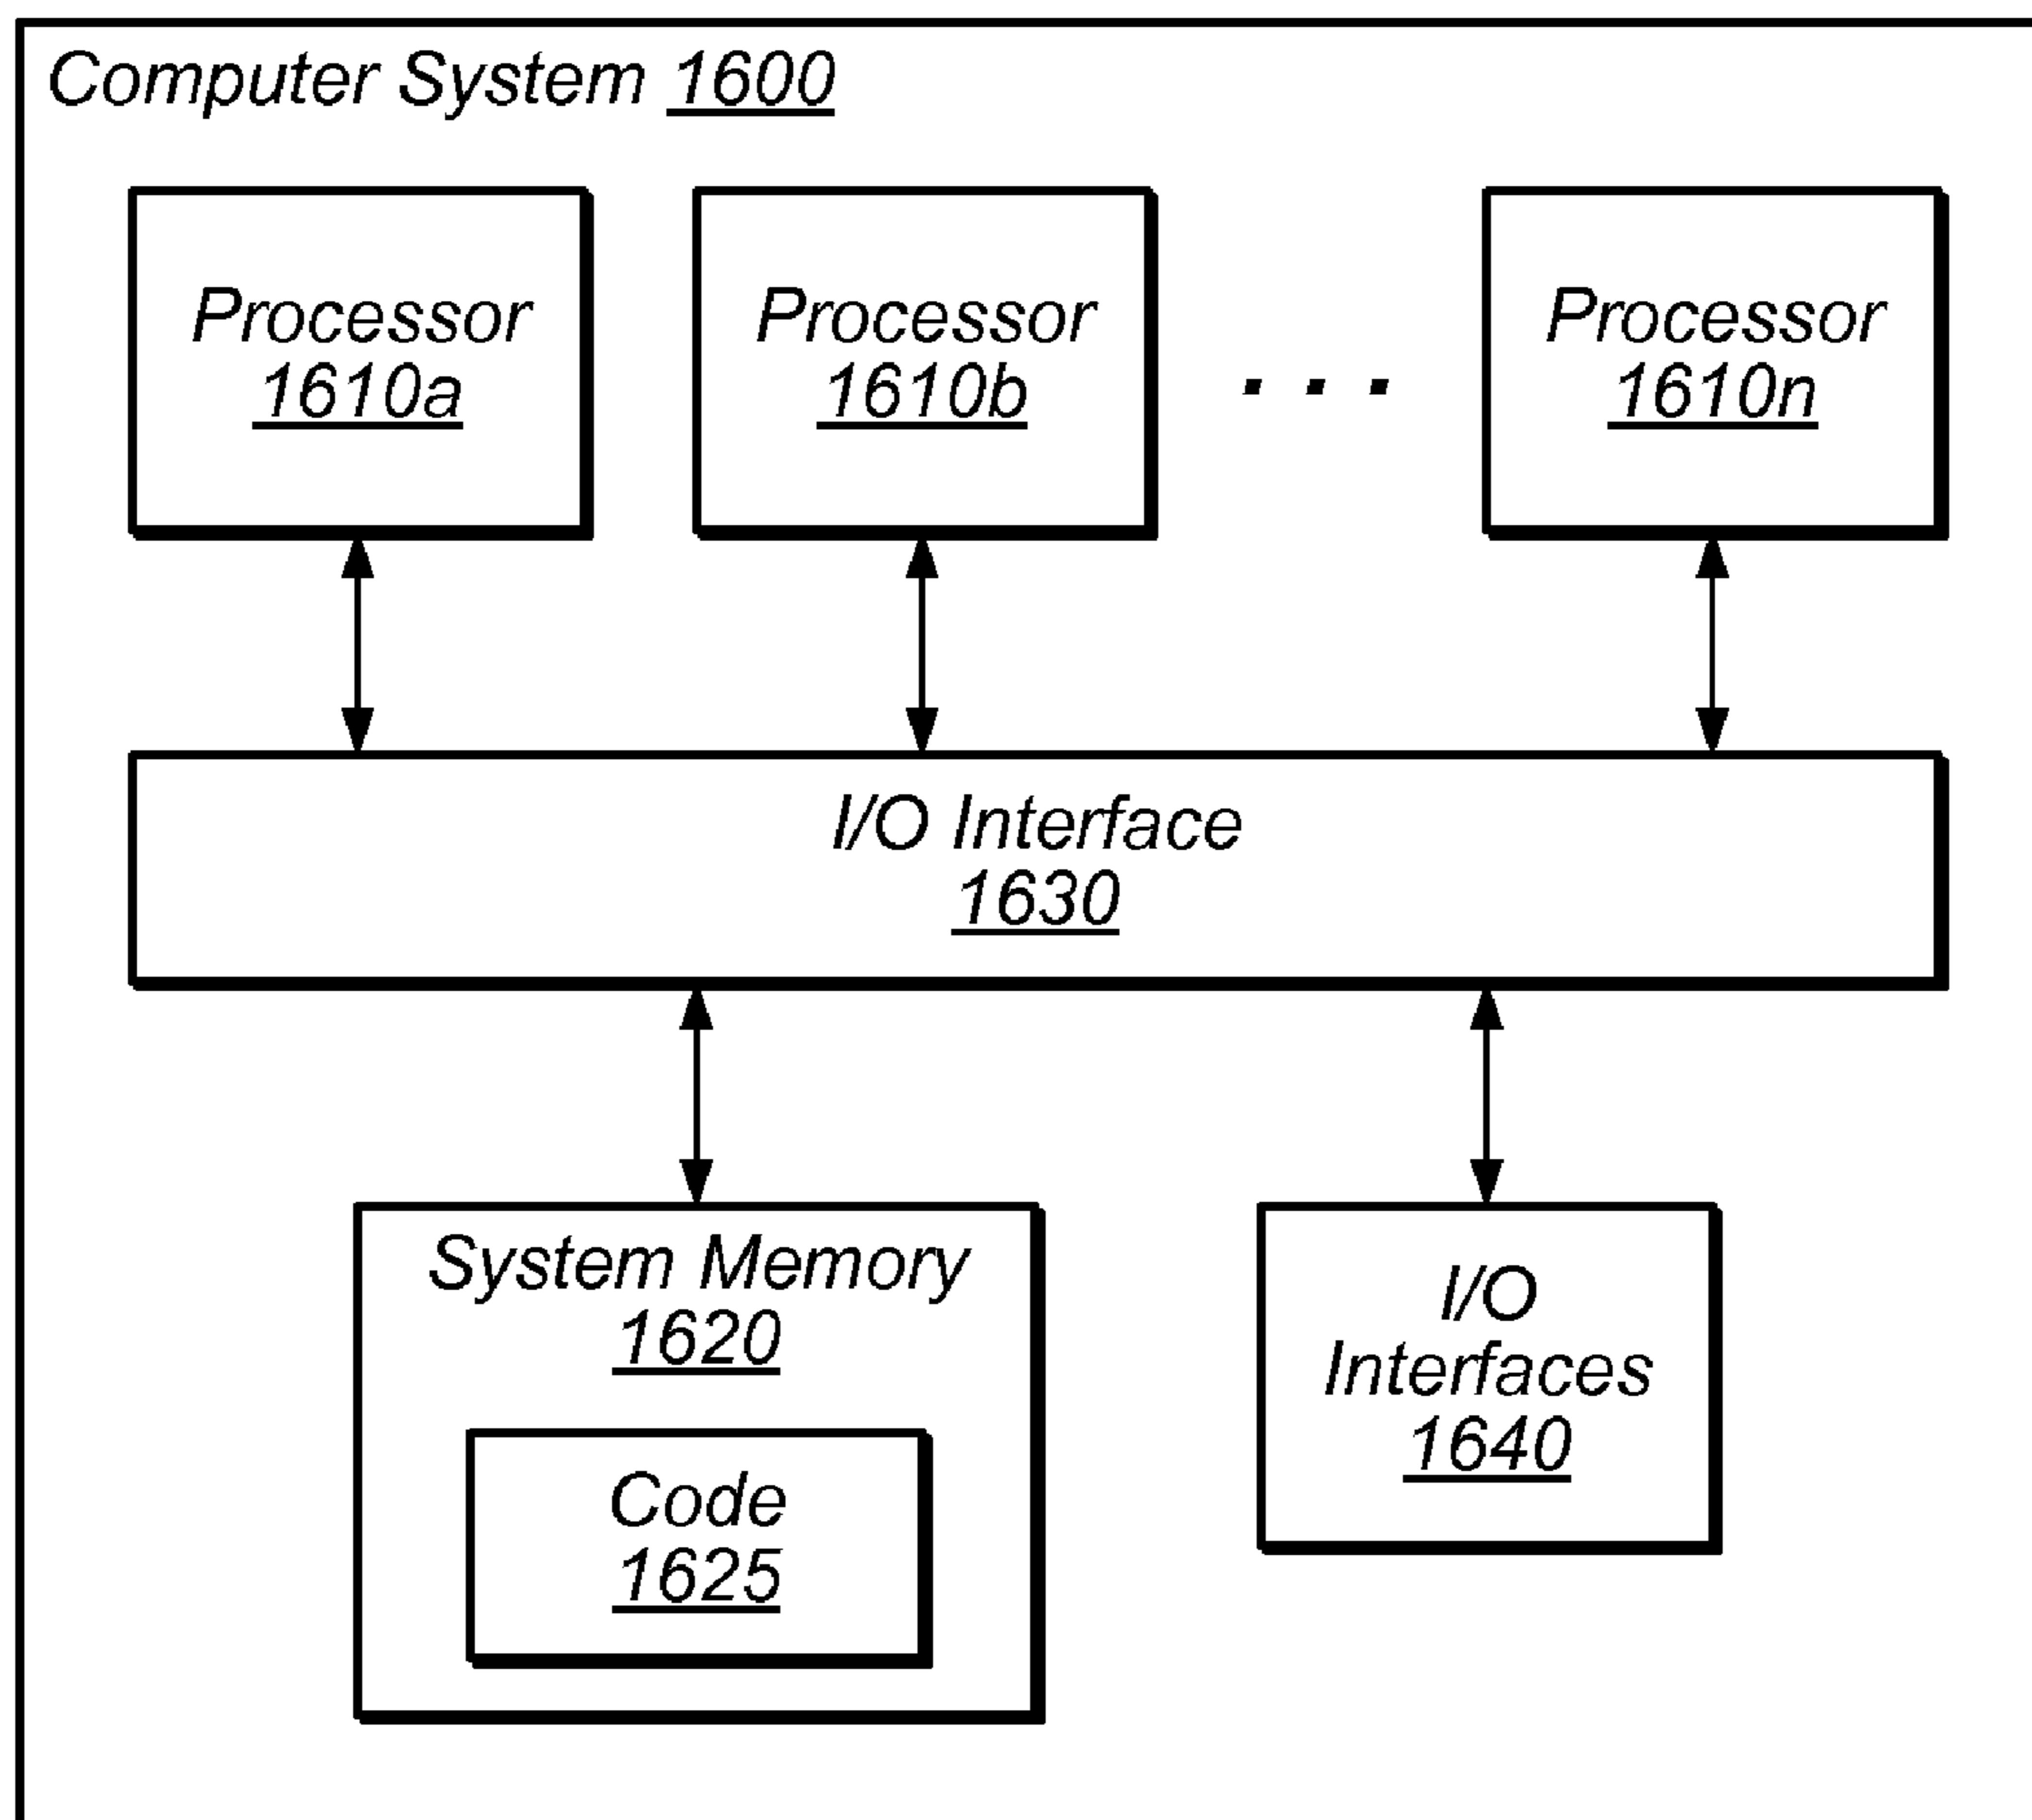 Computer System 1600
Processor
1610a
Processor
1610b
. . .
Processor
1610n
I/O Interface
1630
System Memory
1620
Code
1625
I/O
Interfaces
1640